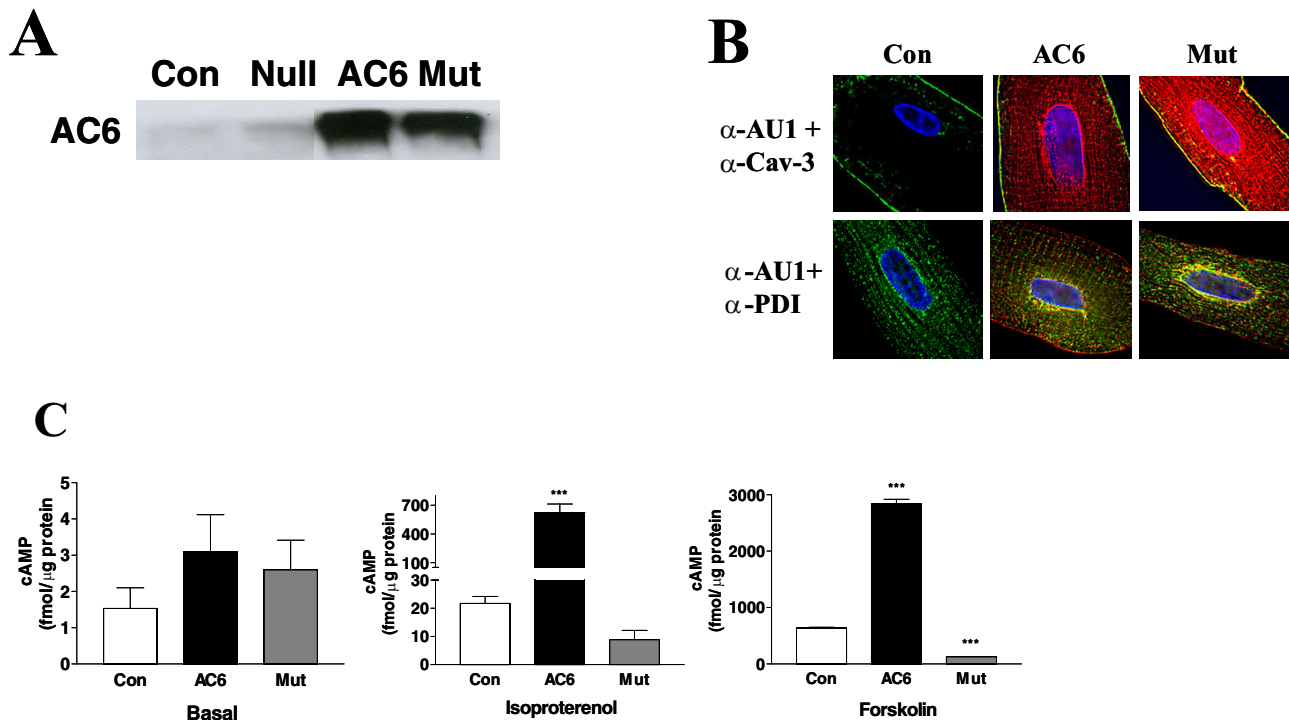 A
Con Null AC6 Mut
AC6
B
Con AC6 Mut
α-AU1 +
α-Cav-3
α-AU1+
α-PDI
C
cAMP
(fmol/µg protein)
5
4
3
2
1
0
Con AC6 Mut
Basal
cAMP
(fmol/µg protein
700
400
100
30
20
10
0
***
Con AC6 Mut
Isoproterenol
cAMP
(fmol/µg protein)
3000
2000
1000
0
***
***
Con AC6 Mut
Forskolin